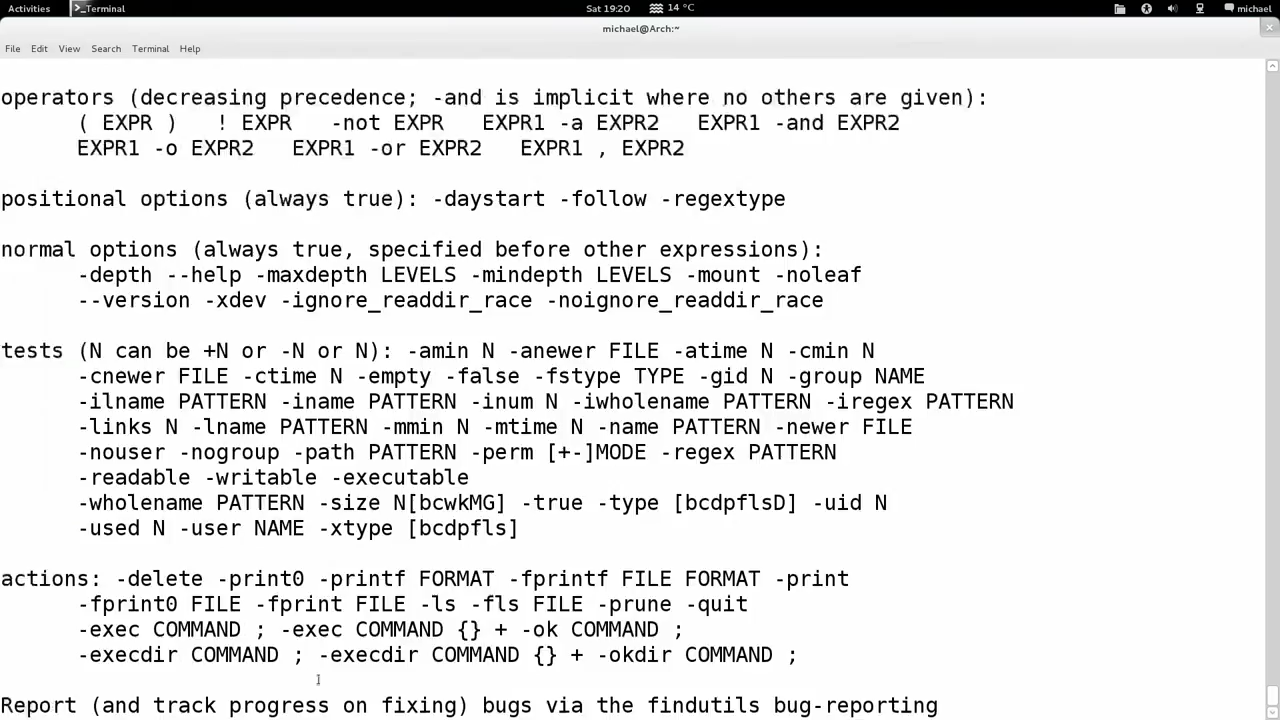 Activities >_Terminal Sat 19:20 14 °C michael
michael@Arch:~
File Edit View Search Terminal Help
operators (decreasing precedence; -and is implicit where no others are given):
( EXPR ) ! EXPR -not EXPR EXPR1 -a EXPR2 EXPR1 -and EXPR2
EXPR1 -o EXPR2 EXPR1 -or EXPR2 EXPR1 , EXPR2
positional options (always true): -daystart -follow -regextype
normal options (always true, specified before other expressions):
-depth --help -maxdepth LEVELS -mindepth LEVELS -mount -noleaf
--version -xdev -ignore_readdir_race -noignore_readdir_race
tests (N can be +N or -N or N): -amin N -anewer FILE -atime N -cmin N
-cnewer FILE -ctime N -empty -false -fstype TYPE -gid N -group NAME
-ilname PATTERN -iname PATTERN -inum N -iwholename PATTERN -iregex PATTERN
-links N -lname PATTERN -mmin N -mtime N -name PATTERN -newer FILE
-nouser -nogroup -path PATTERN -perm [+-]MODE -regex PATTERN
-readable -writable -executable
-wholename PATTERN -size N[bcwkMG] -true -type [bcdpflsD] -uid N
-used N -user NAME -xtype [bcdpfls]
actions: -delete -print0 -printf FORMAT -fprintf FILE FORMAT -print
-fprint0 FILE -fprint FILE -ls -fls FILE -prune -quit
-exec COMMAND ; -exec COMMAND {} + -ok COMMAND ;
-execdir COMMAND ; -execdir COMMAND {} + -okdir COMMAND ;
Report (and track progress on fixing) bugs via the findutils bug-reporting